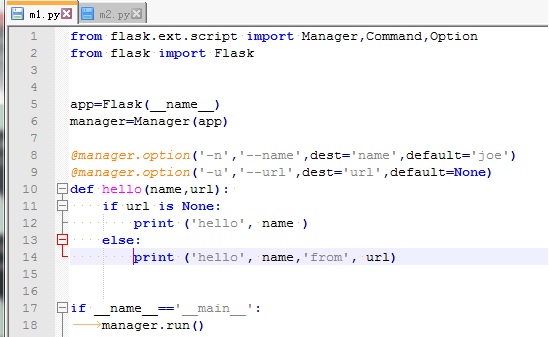 m1.py m2.py
1 from flask.ext.script import Manager,Command,Option
2 from flask import Flask
3
4
5 app=Flask(__name__)
6 manager=Manager(app)
7
8 @manager.option('-n','--name',dest='name',default='joe')
9 @manager.option('-u','--url',dest='url',default=None)
10 def hello(name,url):
11     if url is None:
12         print ('hello', name )
13     else:
14         print ('hello', name,'from', url)
15
16
17 if __name__=='__main__':
18     manager.run()